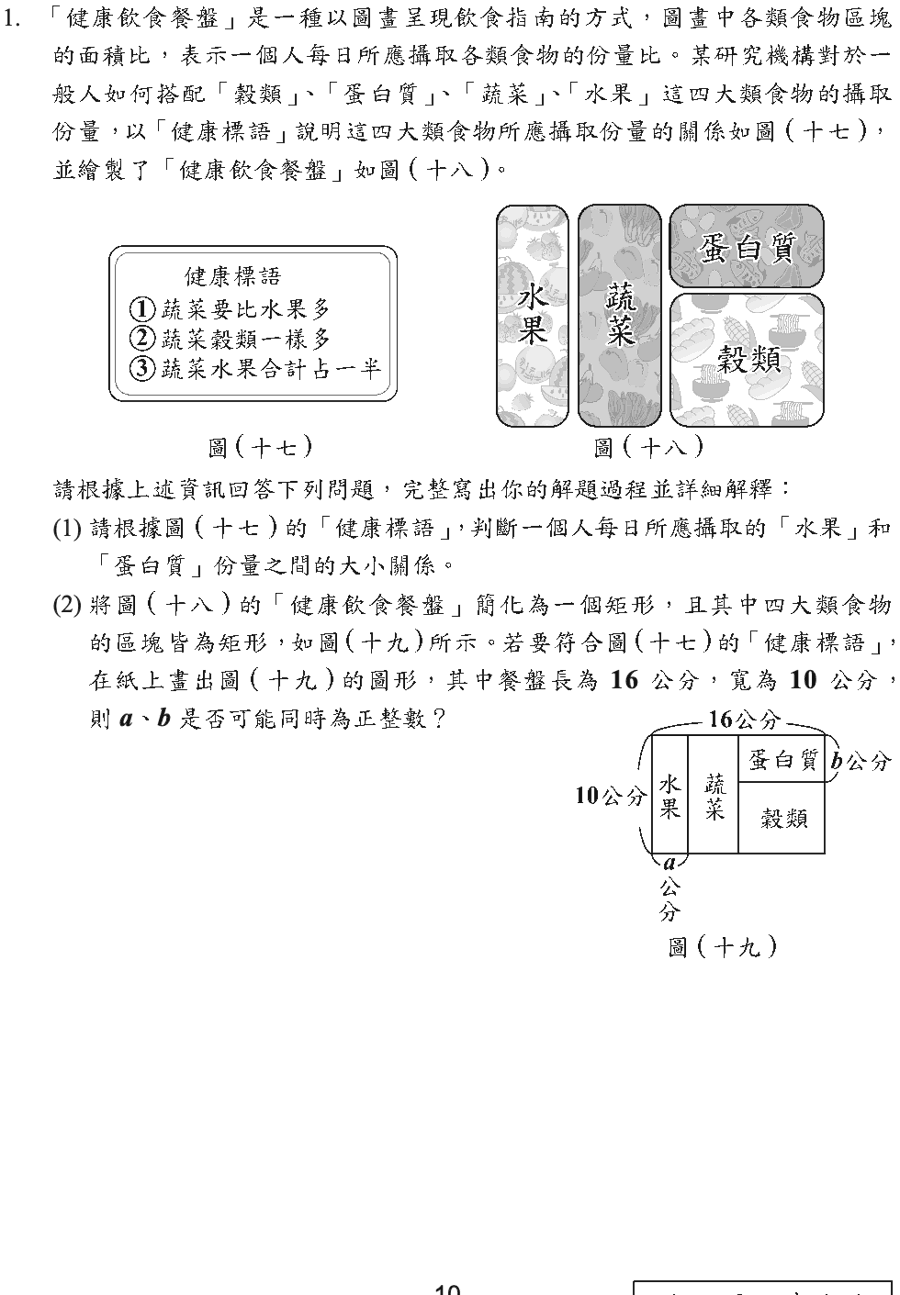 1. 「健康飲食餐盤」是一種以圖畫呈現飲食指南的方式，圖畫中各類食物區塊
的面積比，表示一個人每日所應攝取各類食物的份量比。某研究機構對於一
般人如何搭配「穀類」、「蛋白質」、「蔬菜」、「水果」這四大類食物的攝取
份量，以「健康標語」說明這四大類食物所應攝取份量的關係如圖(十七)，
並繪製了「健康飲食餐盤」如圖(十八)。
健康標語
①蔬菜要比水果多
②蔬菜穀類一樣多
③蔬菜水果合計占一半
圖(十七)
水果
蔬菜
蛋白質
穀類
圖(十八)
請根據上述資訊回答下列問題，完整寫出你的解題過程並詳細解釋：
(1) 請根據圖(十七)的「健康標語」，判斷一個人每日所應攝取的「水果」和
「蛋白質」份量之間的大小關係。
(2) 將圖(十八)的「健康飲食餐盤」簡化為一個矩形，且其中四大類食物
的區塊皆為矩形，如圖(十九)所示。若要符合圖(十七)的「健康標語」，
在紙上畫出圖(十九)的圖形，其中餐盤長為 16 公分，寬為 10 公分，
則 a、b 是否可能同時為正整數？
16公分
10公分
水果
蔬菜
蛋白質
b公分
穀類
a
公
分
圖(十九)
10